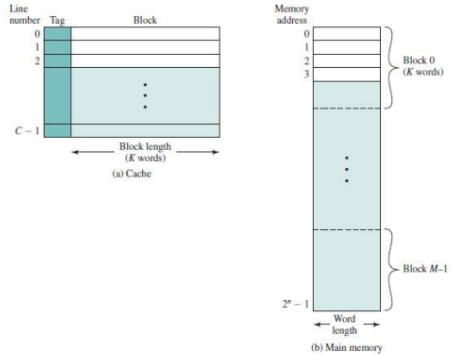 Line
number Tag Block
0
1
2
C – 1
Block length
(K words)
(a) Cache
Memory
address
0
1
2
3
Block 0
(K words)
Block M–1
2ⁿ – 1
Word
length
(b) Main memory